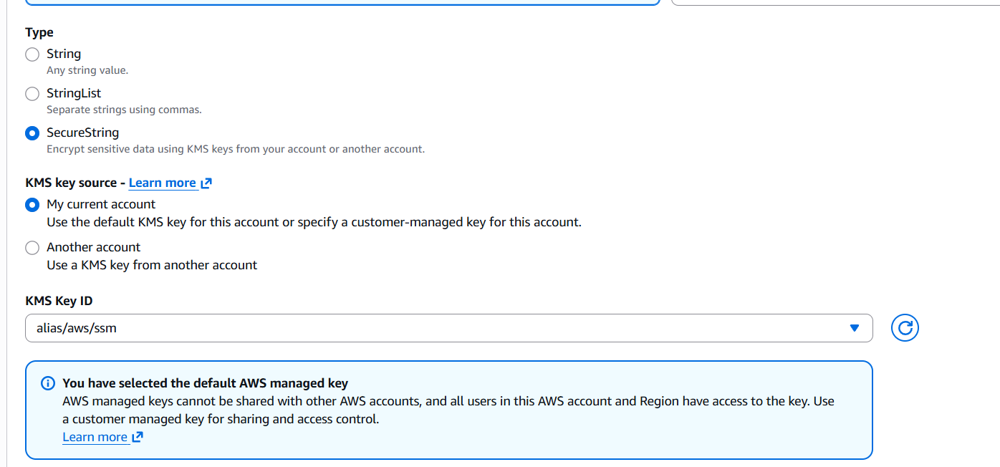 Type
String
Any string value.
StringList
Separate strings using commas.
SecureString
Encrypt sensitive data using KMS keys from your account or another account.
KMS key source - Learn more
My current account
Use the default KMS key for this account or specify a customer-managed key for this account.
Another account
Use a KMS key from another account
KMS Key ID
alias/aws/ssm
You have selected the default AWS managed key
AWS managed keys cannot be shared with other AWS accounts, and all users in this AWS account and Region have access to the key. Use
a customer managed key for sharing and access control.
Learn more